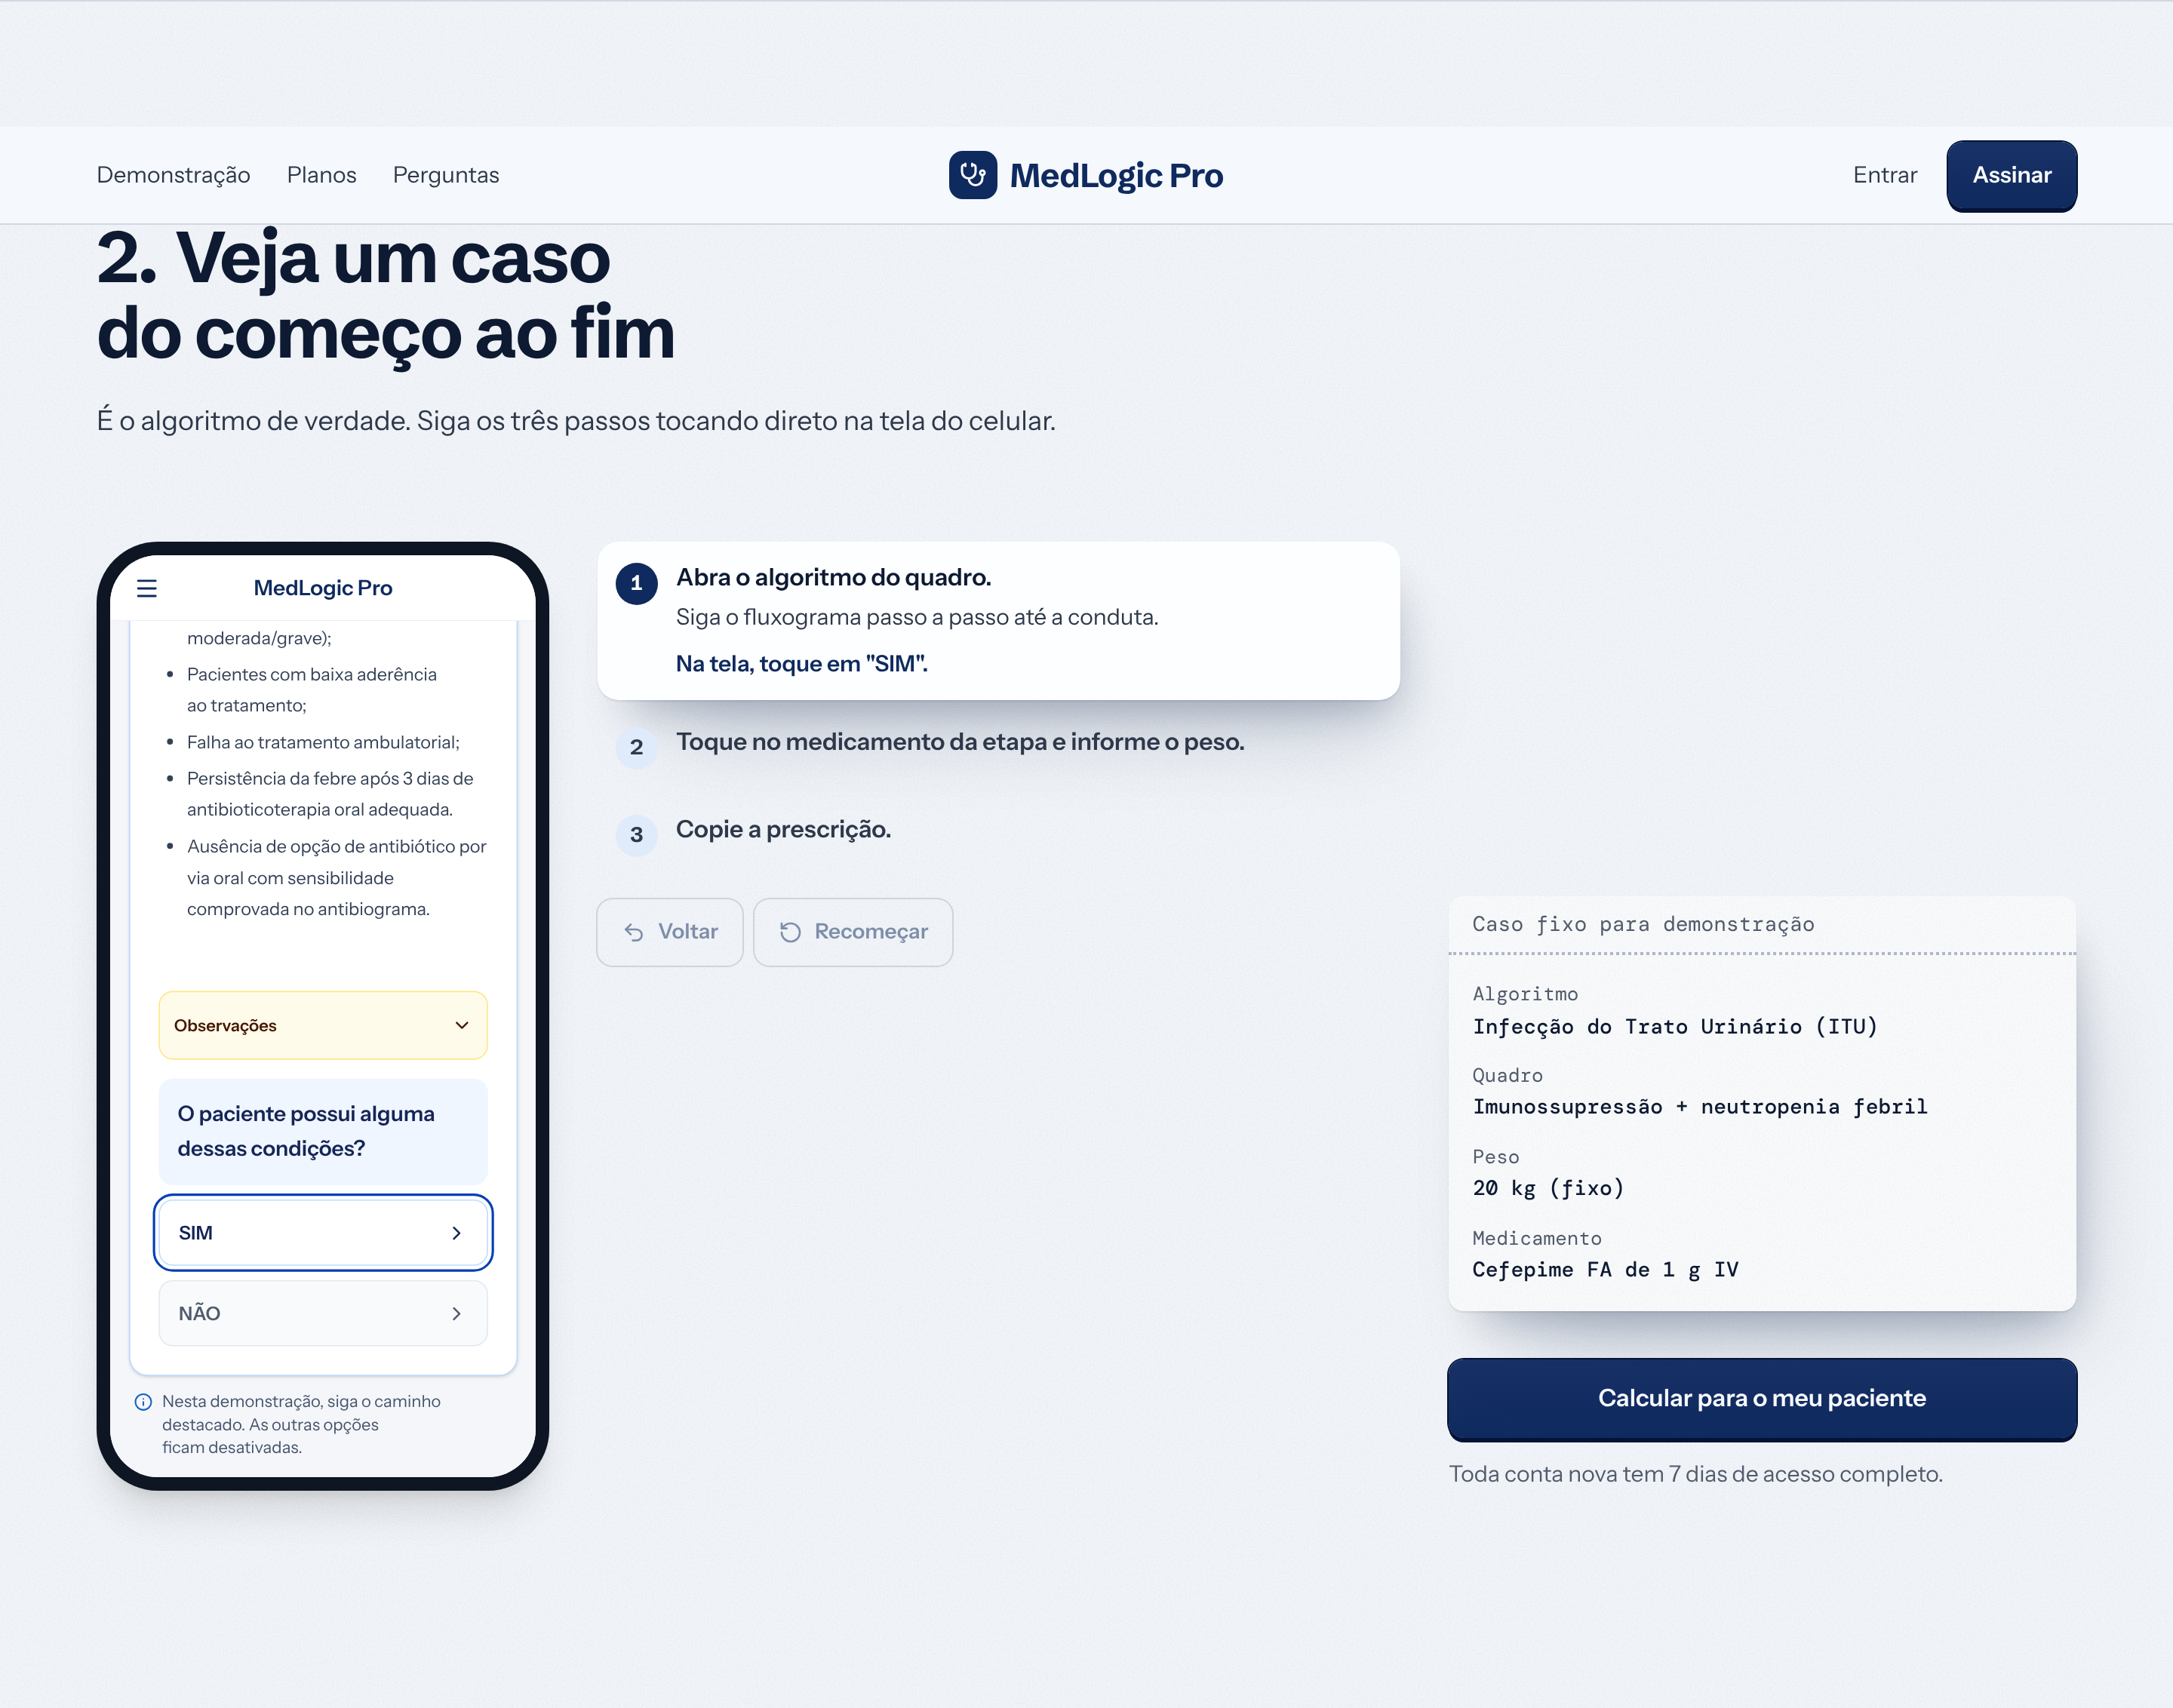 Demonstração
Planos
Perguntas
MedLogic Pro
Entrar
Assinar
2. Veja um caso
do começo ao fim
É o algoritmo de verdade. Siga os três passos tocando direto na tela do celular.
MedLogic Pro
moderada/grave);
Pacientes com baixa aderência
ao tratamento;
Falha ao tratamento ambulatorial;
Persistência da febre após 3 dias de
antibioticoterapia oral adequada.
Ausência de opção de antibiótico por
via oral com sensibilidade
comprovada no antibiograma.
Observações
O paciente possui alguma
dessas condições?
SIM
NÃO
Nesta demonstração, siga o caminho
destacado. As outras opções
ficam desativadas.
1
Abra o algoritmo do quadro.
Siga o fluxograma passo a passo até a conduta.
Na tela, toque em "SIM".
2
Toque no medicamento da etapa e informe o peso.
3
Copie a prescrição.
Voltar
Recomeçar
Caso fixo para demonstração
Algoritmo
Infecção do Trato Urinário (ITU)
Quadro
Imunossupressão + neutropenia febril
Peso
20 kg (fixo)
Medicamento
Cefepime FA de 1 g IV
Calcular para o meu paciente
Toda conta nova tem 7 dias de acesso completo.